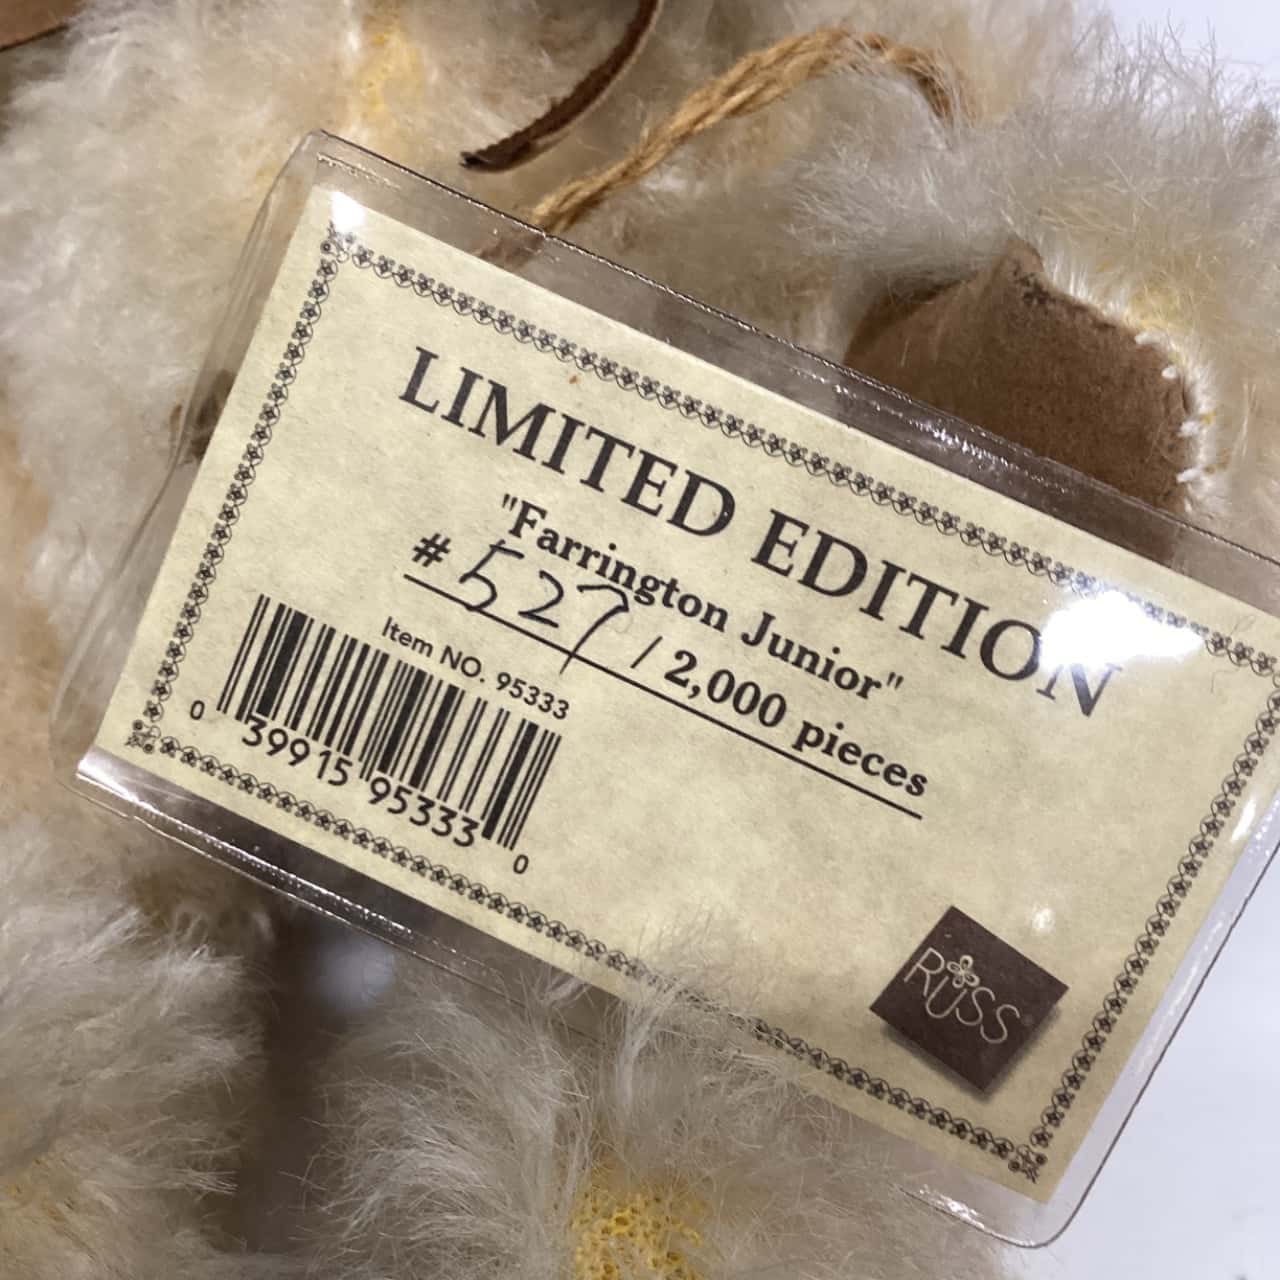 LIMITED EDITION
"Farrington Junior"
# 527 / 2,000 pieces
Item NO. 95333
0 39915 95333 0
RUSS